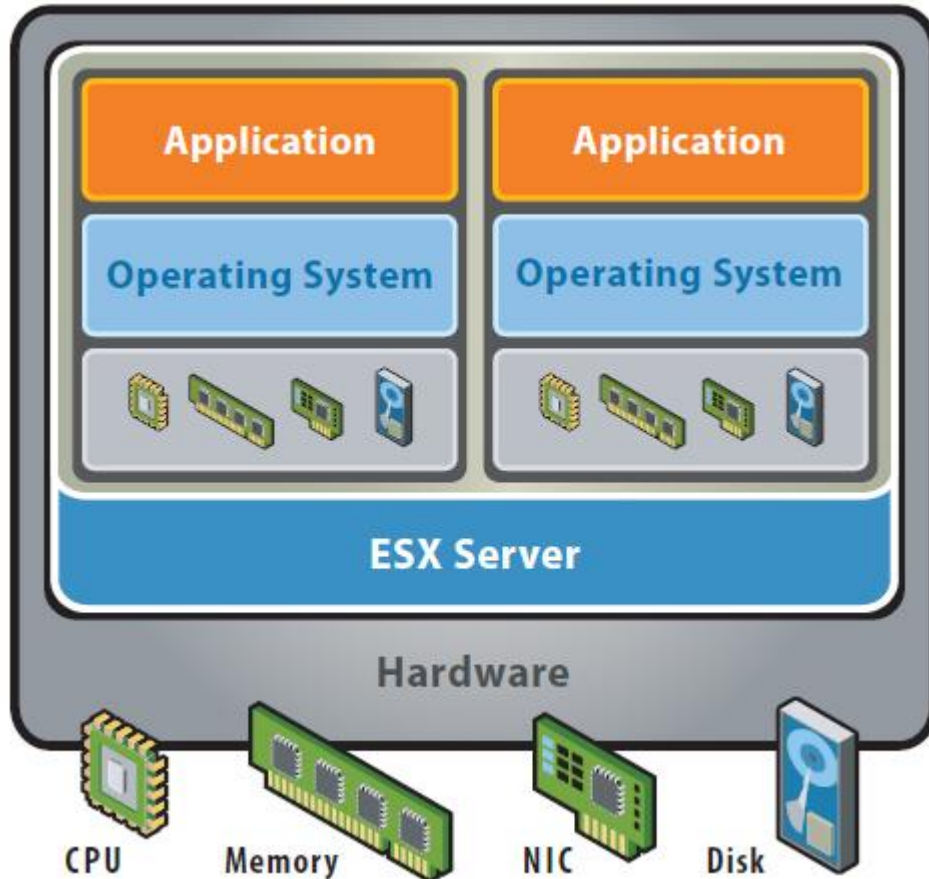 Application Application
Operating System Operating System
ESX Server
Hardware
CPU Memory NIC Disk